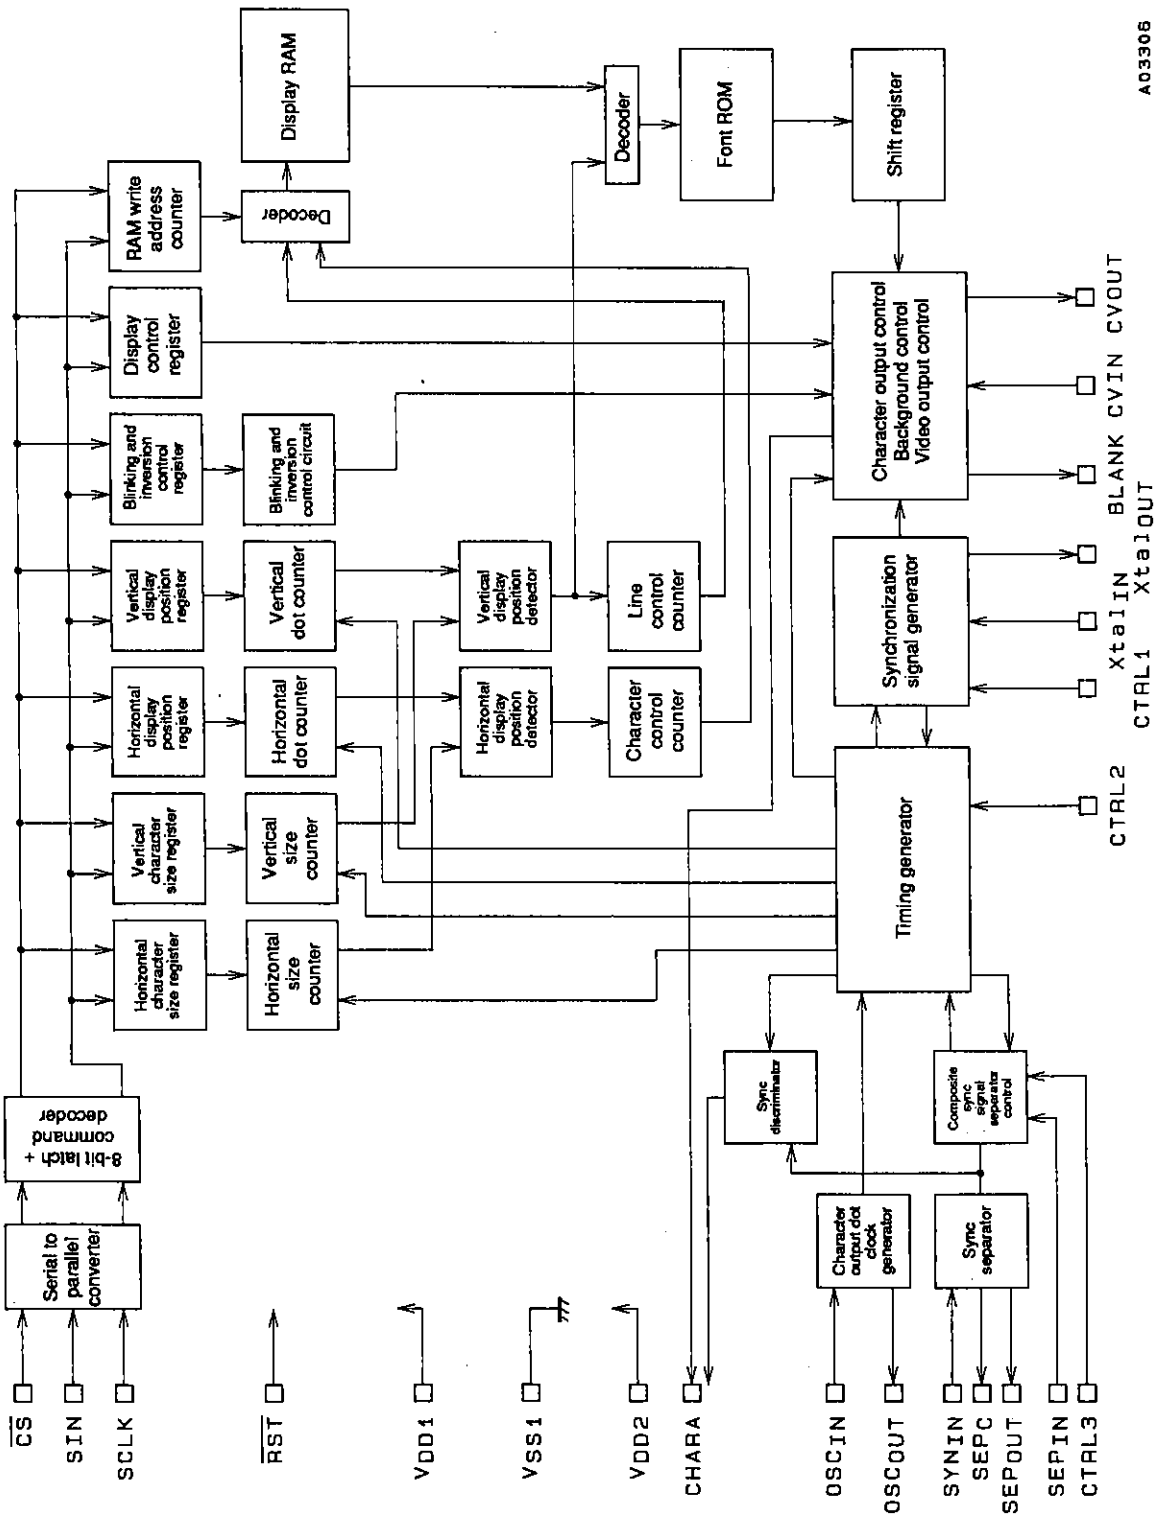 CS
SIN
SCLK
RST
VDD1
VSS1
VDD2
CHARA
OSCIN
OSCOUT
SYNIN
SEPC
SEPOUT
SEPIN
CTRL3
Serial to
parallel
converter
8-bit latch +
command
decoder
Horizontal
character
size register
Vertical
character
size register
Horizontal
display
position
register
Vertical
display
position
register
Blinking and
inversion
control
register
Display
control
register
RAM write
address
counter
Horizontal
size
counter
Vertical
size
counter
Horizontal
dot counter
Vertical
dot counter
Blinking and
inversion
control circuit
Decoder
Display RAM
Horizontal
display
position
detector
Vertical
display
position
detector
Character
control
counter
Line
control
counter
Decoder
Font ROM
Shift register
Sync
discriminator
Character
output dot
clock
generator
Sync
separator
Composite
sync
signal
seperator
control
Timing generator
Synchronization
signal generator
Character output control
Background control
Video output control
CTRL2
CTRL1
XtalIN
XtalOUT
BLANK
CVIN
CVOUT
A03306